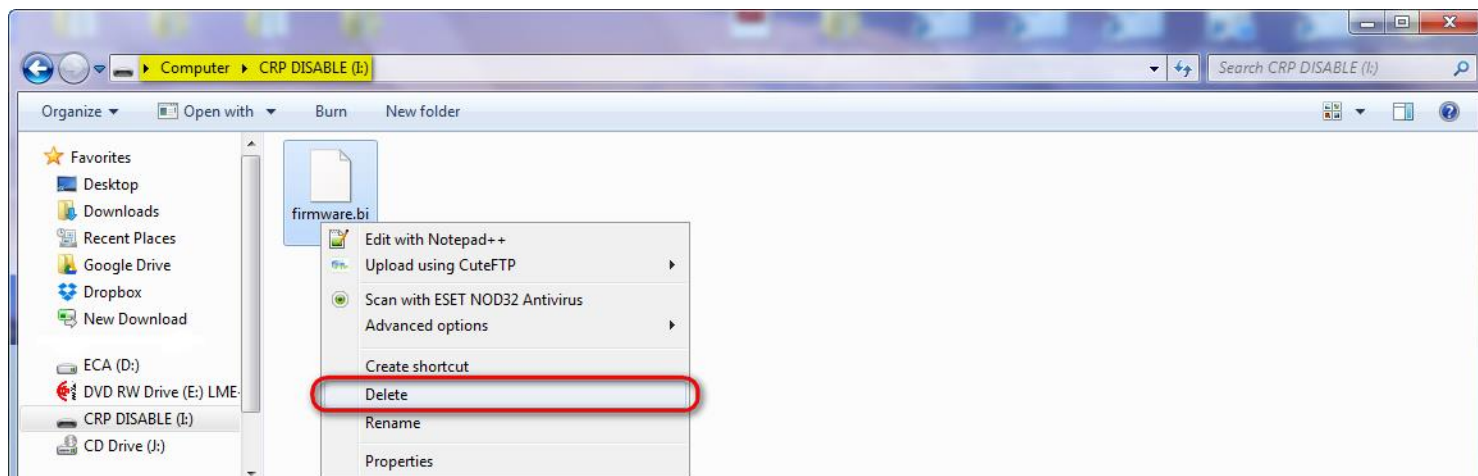 Computer ▸ CRP DISABLE (I:)
Search CRP DISABLE (I:)
Organize
Open with
Burn
New folder
Favorites
Desktop
Downloads
Recent Places
Google Drive
Dropbox
New Download
ECA (D:)
DVD RW Drive (E:) LME-
CRP DISABLE (I:)
CD Drive (J:)
firmware.bi
Edit with Notepad++
Upload using CuteFTP
Scan with ESET NOD32 Antivirus
Advanced options
Create shortcut
Delete
Rename
Properties